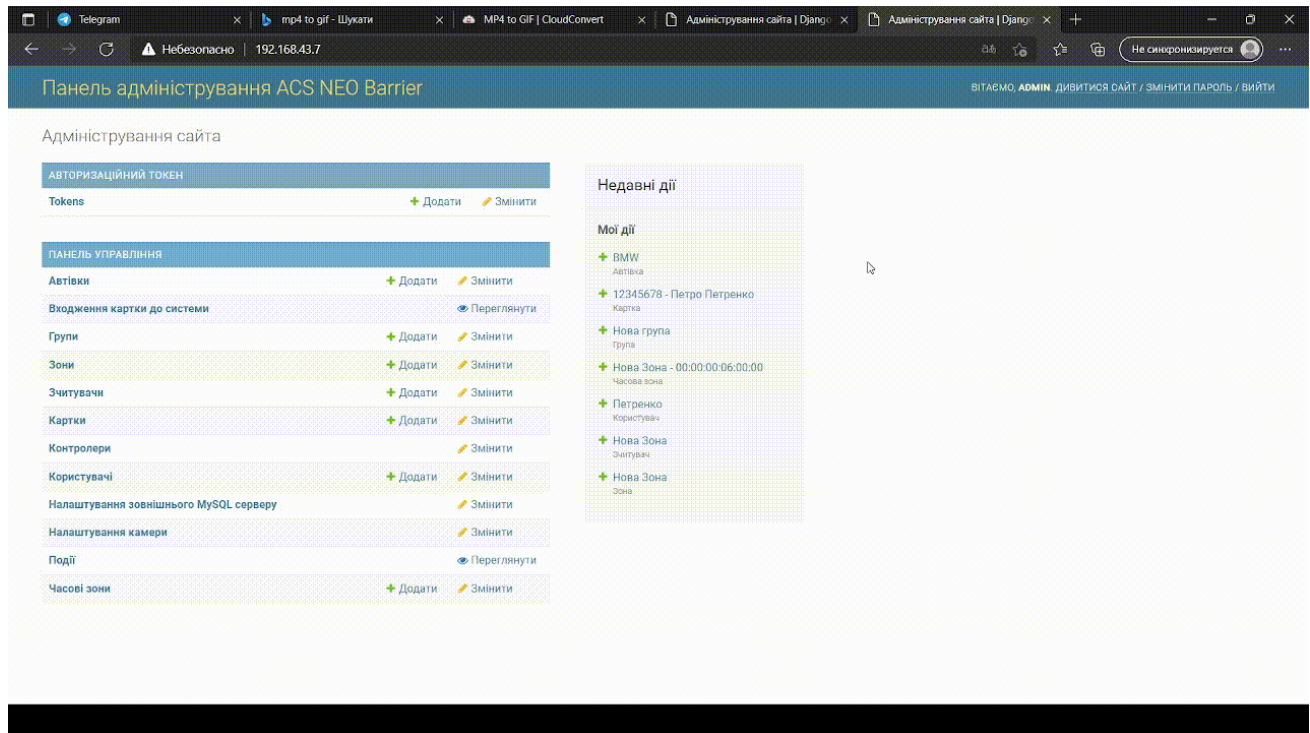 Telegram
mp4 to gif - Шукати
MP4 to GIF | CloudConvert
Адміністрування сайта | Django
Адміністрування сайта | Django
Небезопасно
192.168.43.7
Не синхронизируется
Панель адміністрування ACS NEO Barrier
ВІТАЄМО, ADMIN. ДИВИТИСЯ САЙТ / ЗМІНИТИ ПАРОЛЬ / ВИЙТИ
Адміністрування сайта
АВТОРИЗАЦІЙНИЙ ТОКЕН
Tokens Додати Змінити
ПАНЕЛЬ УПРАВЛІННЯ
Автівки Додати Змінити
Входження картки до системи Переглянути
Групи Додати Змінити
Зони Додати Змінити
Зчитувачи Додати Змінити
Картки Додати Змінити
Контролери Змінити
Користувачі Додати Змінити
Налаштування зовнішнього MySQL серверу Змінити
Налаштування камери Змінити
Події Переглянути
Часові зони Додати Змінити
Недавні дії
Мої дії
BMW
Автівка
12345678 - Петро Петренко
Картка
Нова група
Група
Нова Зона - 00:00:00:06:00:00
Часова зона
Петренко
Користувач
Нова Зона
Зчитувач
Нова Зона
Зона